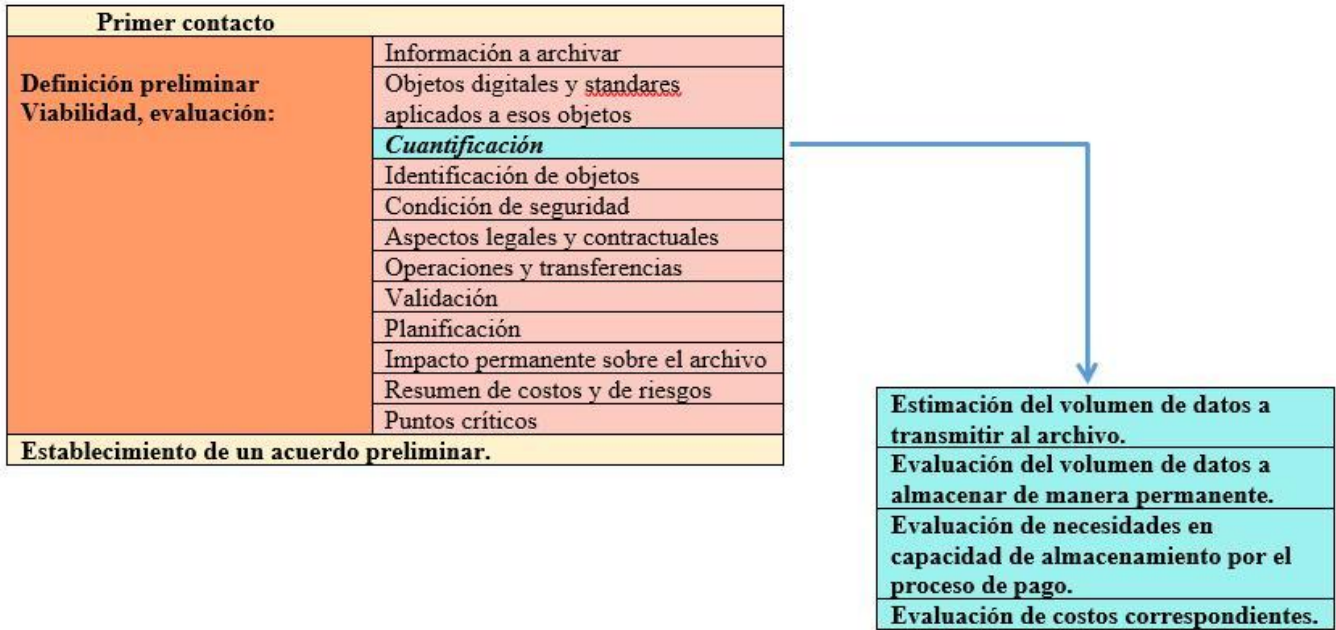 Primer contacto
Definición preliminar
Viabilidad, evaluación:
Información a archivar
Objetos digitales y standares
aplicados a esos objetos
Cuantificación
Identificación de objetos
Condición de seguridad
Aspectos legales y contractuales
Operaciones y transferencias
Validación
Planificación
Impacto permanente sobre el archivo
Resumen de costos y de riesgos
Puntos críticos
Establecimiento de un acuerdo preliminar.
Estimación del volumen de datos a
transmitir al archivo.
Evaluación del volumen de datos a
almacenar de manera permanente.
Evaluación de necesidades en
capacidad de almacenamiento por el
proceso de pago.
Evaluación de costos correspondientes.